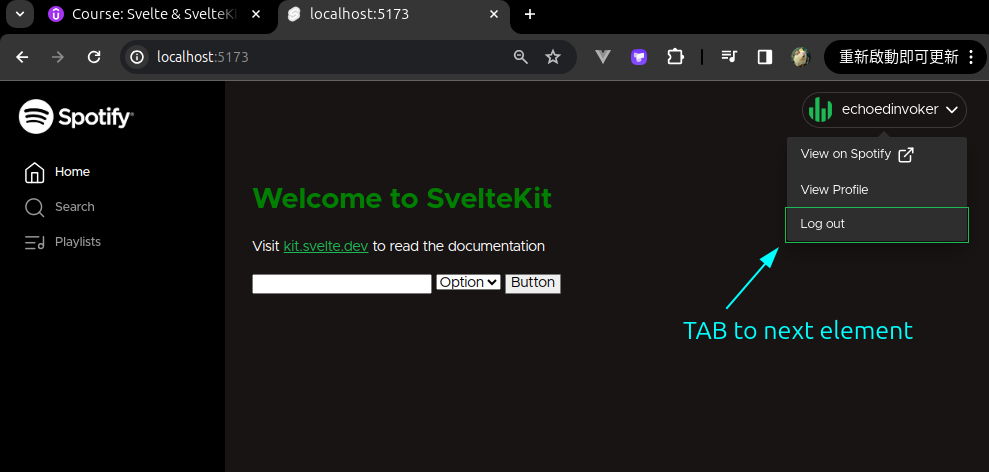 Course: Svelte & SvelteKit
localhost:5173
localhost:5173
重新啟動即可更新
Spotify
echoedinvoker
View on Spotify
Home
View Profile
Welcome to SvelteKit
Search
Log out
Playlists
Visit kit.svelte.dev to read the documentation
Option Button
TAB to next element